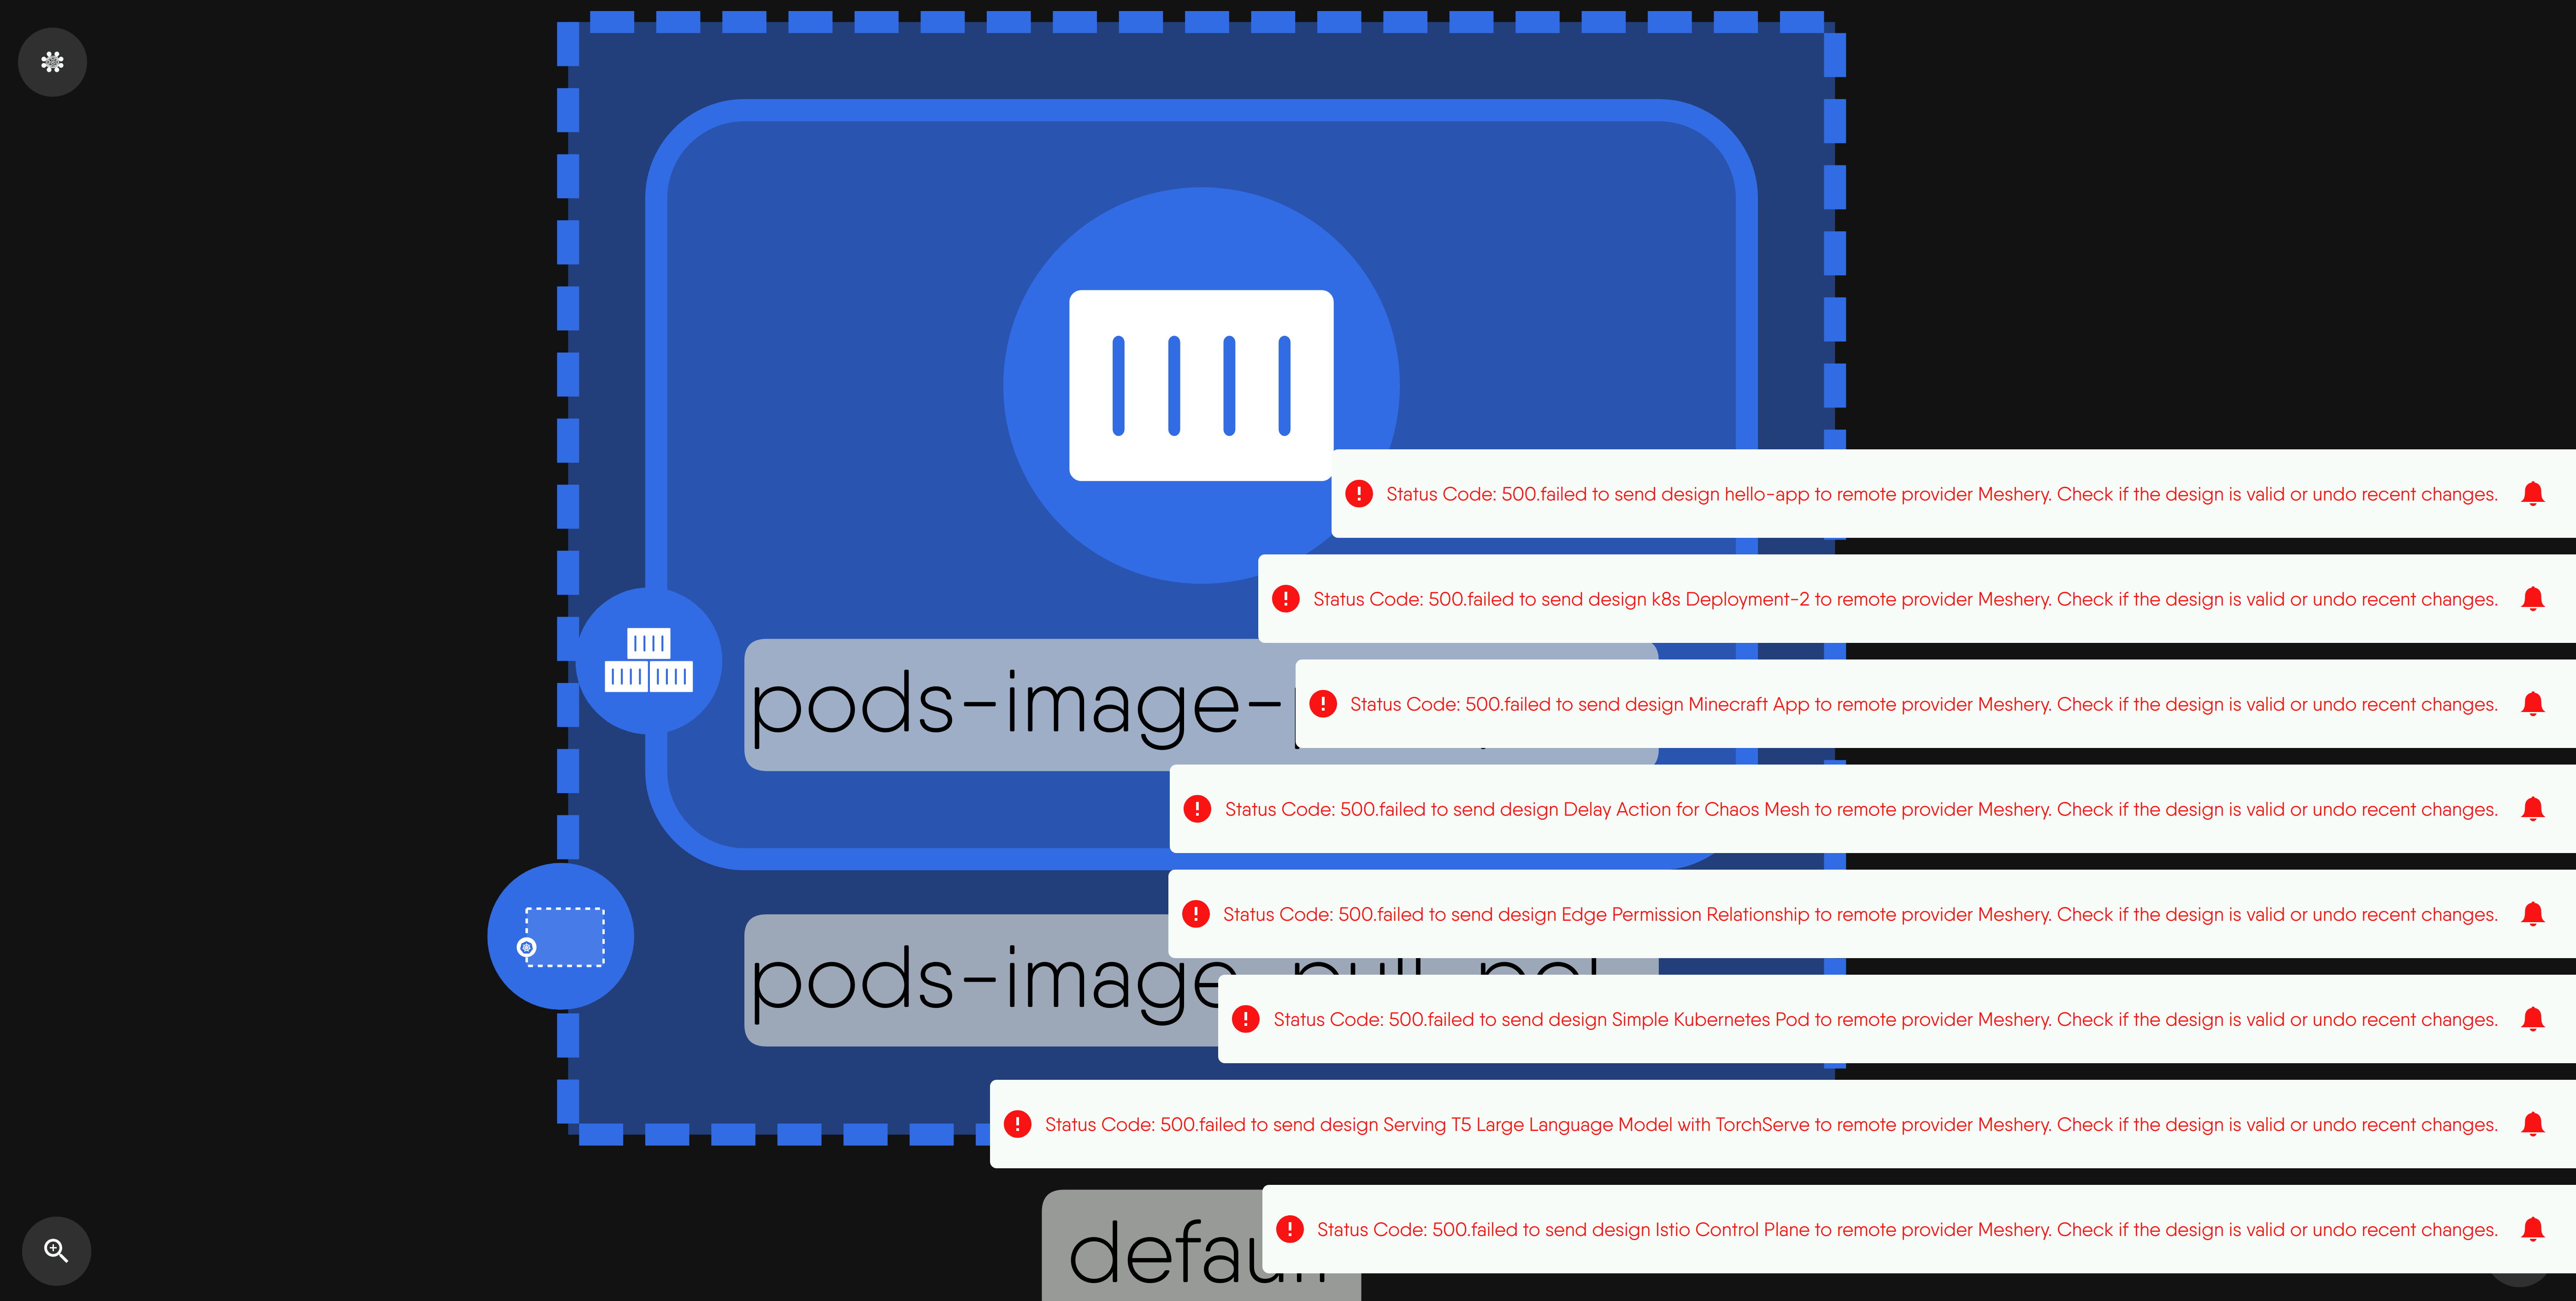 Status Code: 500.failed to send design hello-app to remote provider Meshery. Check if the design is valid or undo recent changes.
Status Code: 500.failed to send design k8s Deployment-2 to remote provider Meshery. Check if the design is valid or undo recent changes.
pods-image-
Status Code: 500.failed to send design Minecraft App to remote provider Meshery. Check if the design is valid or undo recent changes.
Status Code: 500.failed to send design Delay Action for Chaos Mesh to remote provider Meshery. Check if the design is valid or undo recent changes.
Status Code: 500.failed to send design Edge Permission Relationship to remote provider Meshery. Check if the design is valid or undo recent changes.
pods-image-pull-pol
Status Code: 500.failed to send design Simple Kubernetes Pod to remote provider Meshery. Check if the design is valid or undo recent changes.
Status Code: 500.failed to send design Serving T5 Large Language Model with TorchServe to remote provider Meshery. Check if the design is valid or undo recent changes.
Status Code: 500.failed to send design Istio Control Plane to remote provider Meshery. Check if the design is valid or undo recent changes.
default